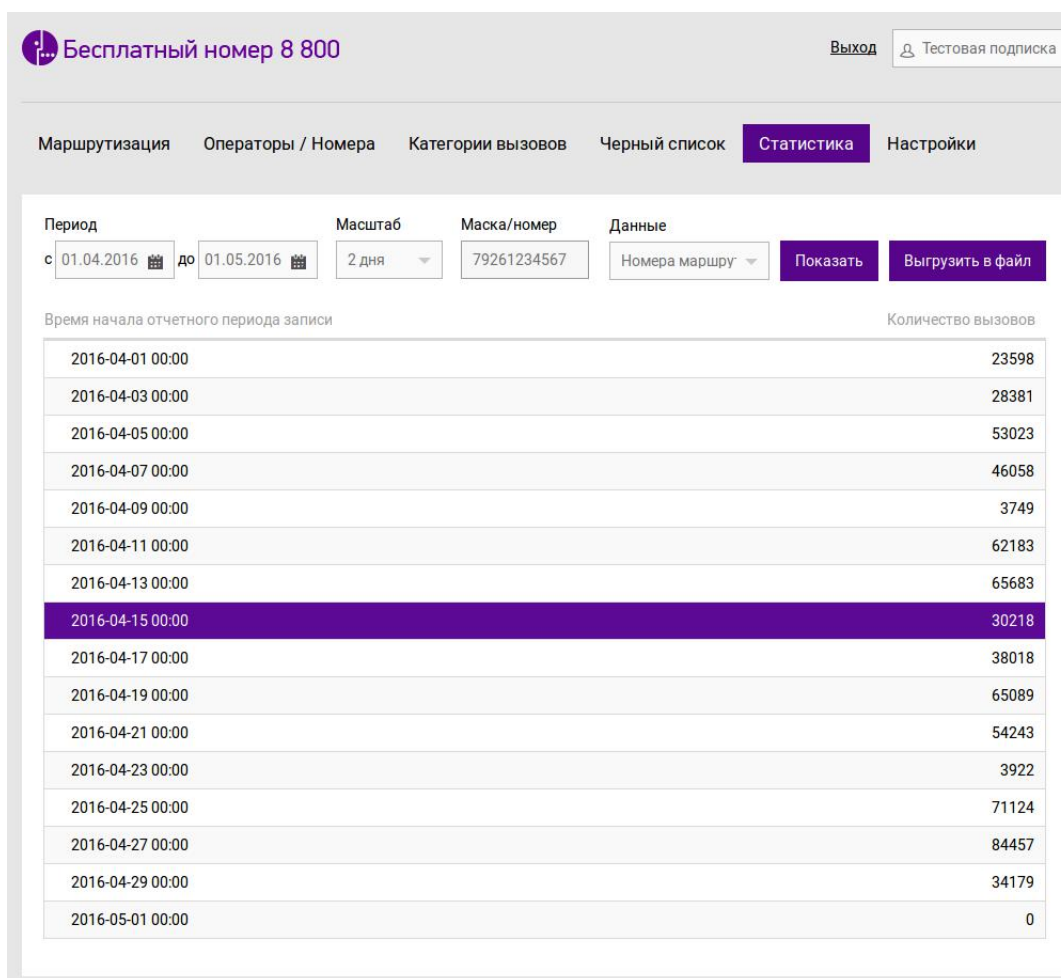 Бесплатный номер 8 800
Выход Тестовая подписка
Маршрутизация Операторы / Номера Категории вызовов Черный список Статистика Настройки
Период Масштаб Маска/номер Данные
с 01.04.2016 до 01.05.2016 2 дня 79261234567 Номера маршру Показать Выгрузить в файл
Время начала отчетного периода записи Количество вызовов
2016-04-01 00:00 23598
2016-04-03 00:00 28381
2016-04-05 00:00 53023
2016-04-07 00:00 46058
2016-04-09 00:00 3749
2016-04-11 00:00 62183
2016-04-13 00:00 65683
2016-04-15 00:00 30218
2016-04-17 00:00 38018
2016-04-19 00:00 65089
2016-04-21 00:00 54243
2016-04-23 00:00 3922
2016-04-25 00:00 71124
2016-04-27 00:00 84457
2016-04-29 00:00 34179
2016-05-01 00:00 0